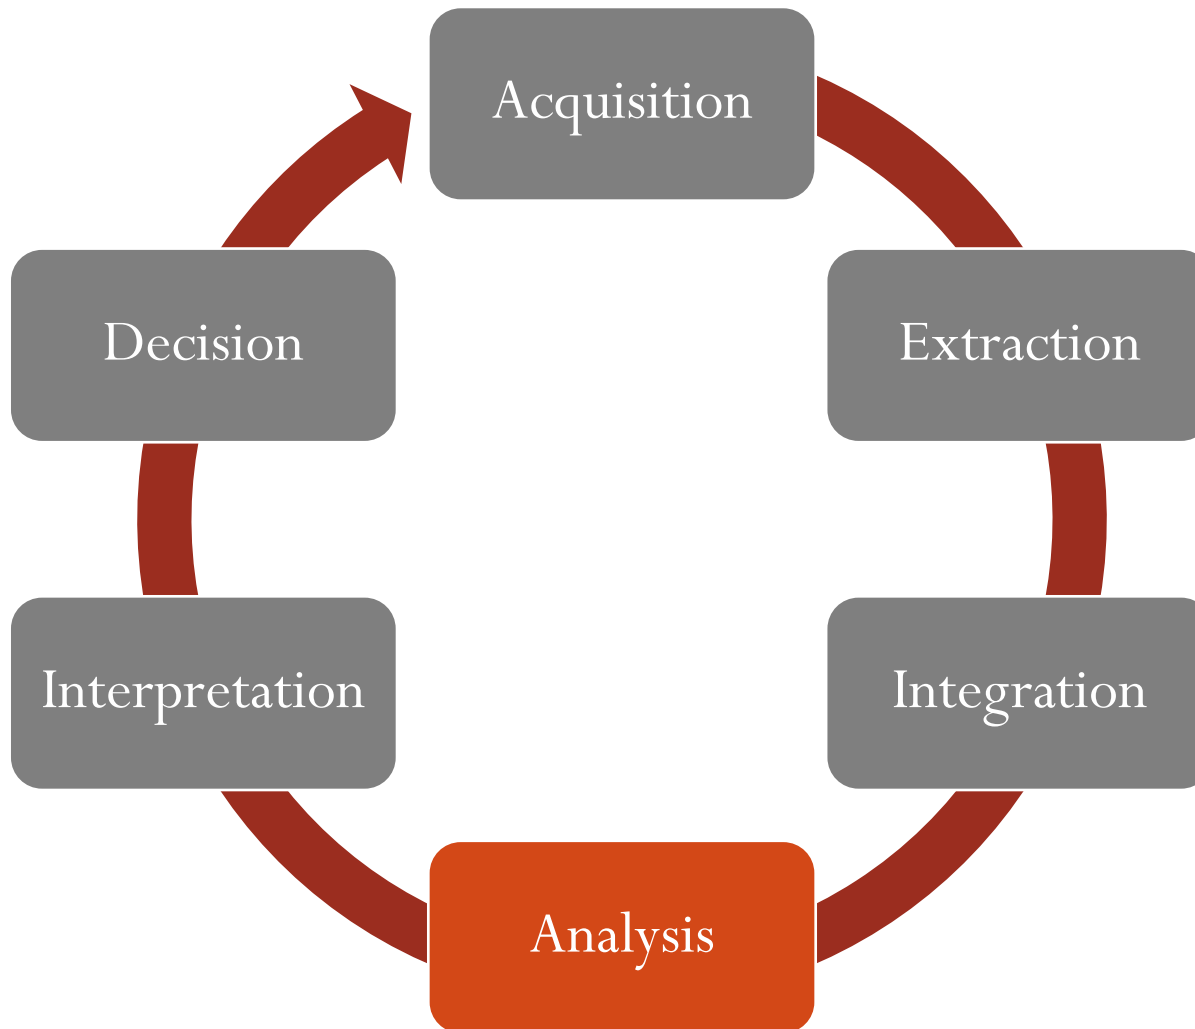 Acquisition
Extraction
Integration
Analysis
Interpretation
Decision